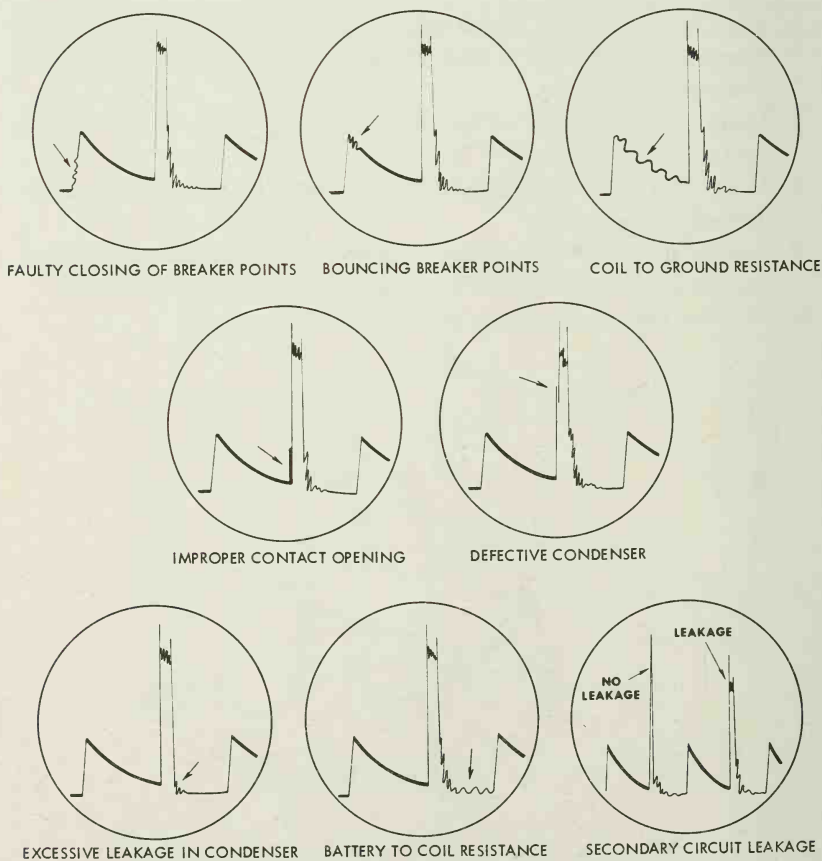 FAULTY CLOSING OF BREAKER POINTS
BOUNCING BREAKER POINTS
COIL TO GROUND RESISTANCE
IMPROPER CONTACT OPENING
DEFECTIVE CONDENSER
NO
LEAKAGE
LEAKAGE
EXCESSIVE LEAKAGE IN CONDENSER
BATTERY TO COIL RESISTANCE
SECONDARY CIRCUIT LEAKAGE